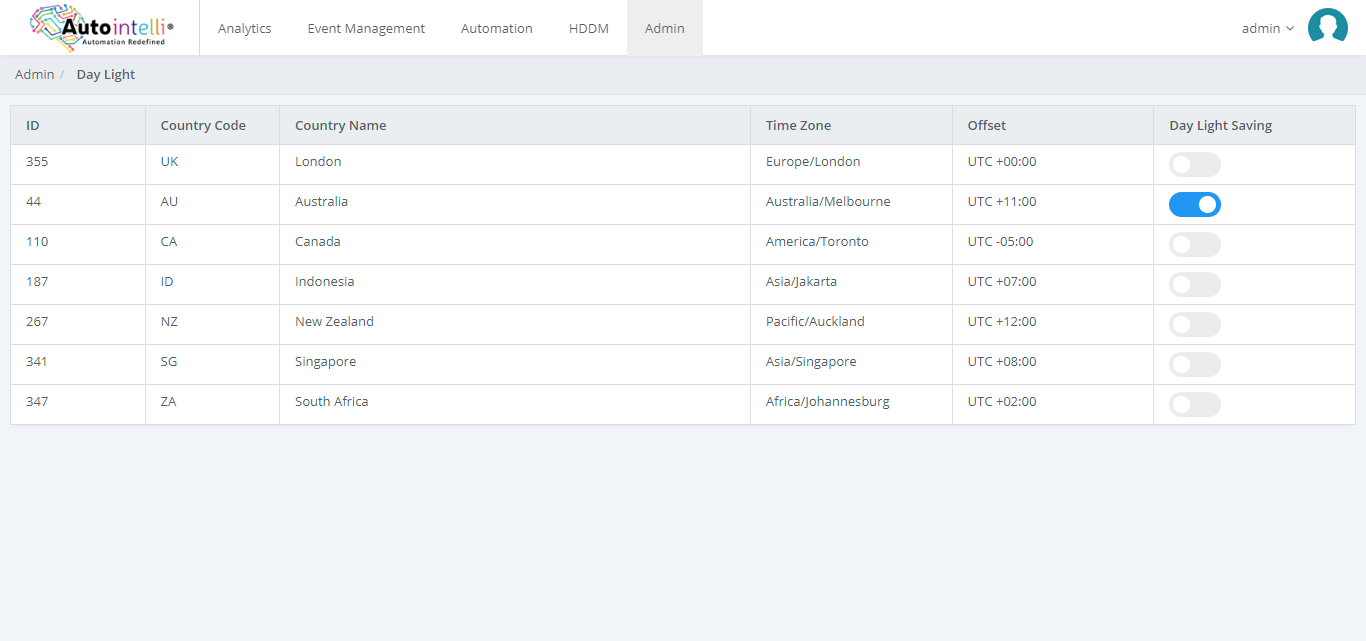 Autointelli®
Automation Redefined
Analytics Event Management Automation HDDM Admin admin
Admin / Day Light
ID Country Code Country Name Time Zone Offset Day Light Saving
355 UK London Europe/London UTC +00:00
44 AU Australia Australia/Melbourne UTC +11:00
110 CA Canada America/Toronto UTC -05:00
187 ID Indonesia Asia/Jakarta UTC +07:00
267 NZ New Zealand Pacific/Auckland UTC +12:00
341 SG Singapore Asia/Singapore UTC +08:00
347 ZA South Africa Africa/Johannesburg UTC +02:00